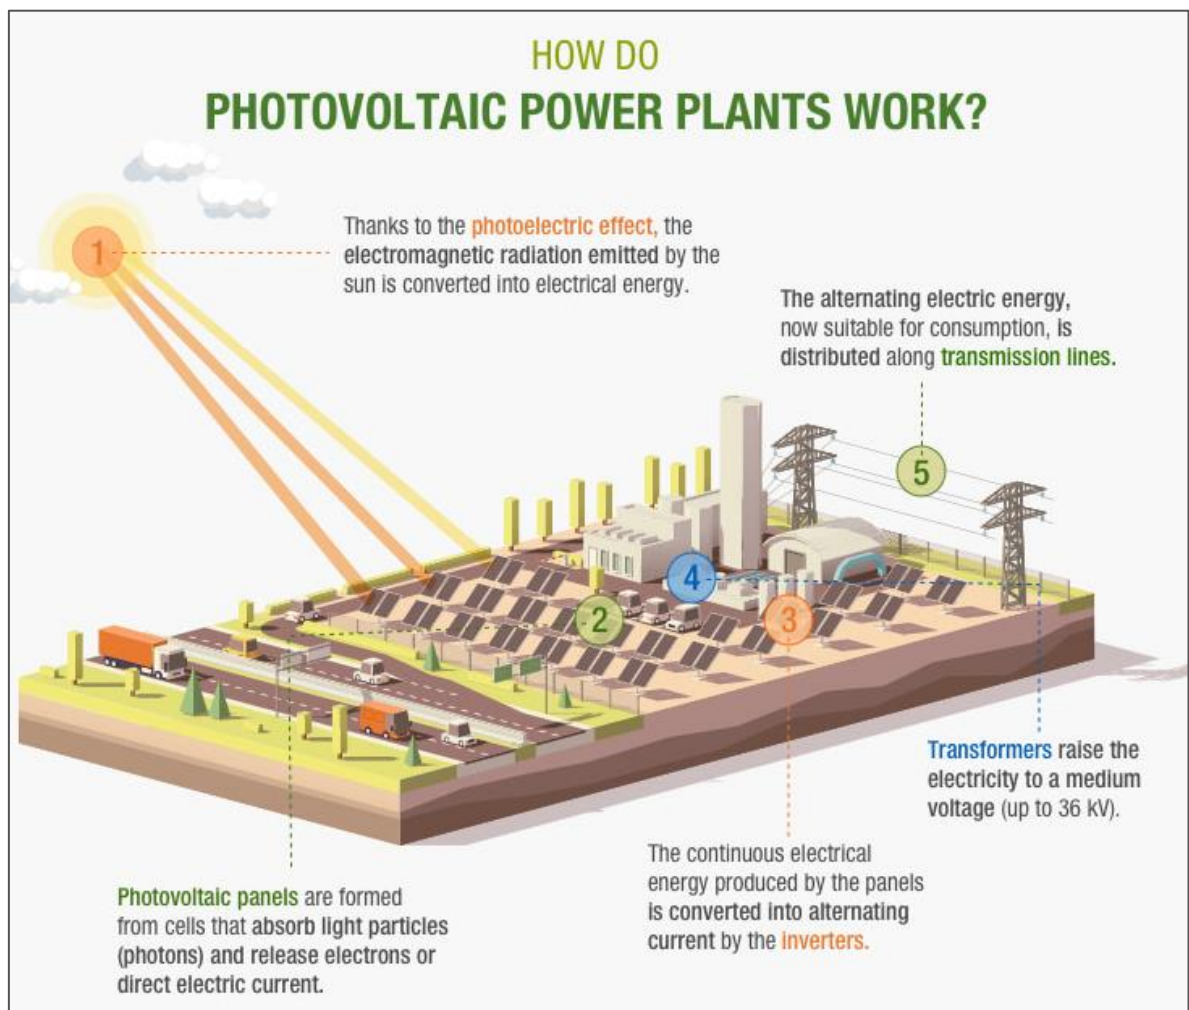 HOW DO
PHOTOVOLTAIC POWER PLANTS WORK?
1
Thanks to the photoelectric effect, the
electromagnetic radiation emitted by the
sun is converted into electrical energy.
The alternating electric energy,
now suitable for consumption, is
distributed along transmission lines.
5
4
2
3
Transformers raise the
electricity to a medium
voltage (up to 36 kV).
The continuous electrical
energy produced by the panels
is converted into alternating
current by the inverters.
Photovoltaic panels are formed
from cells that absorb light particles
(photons) and release electrons or
direct electric current.